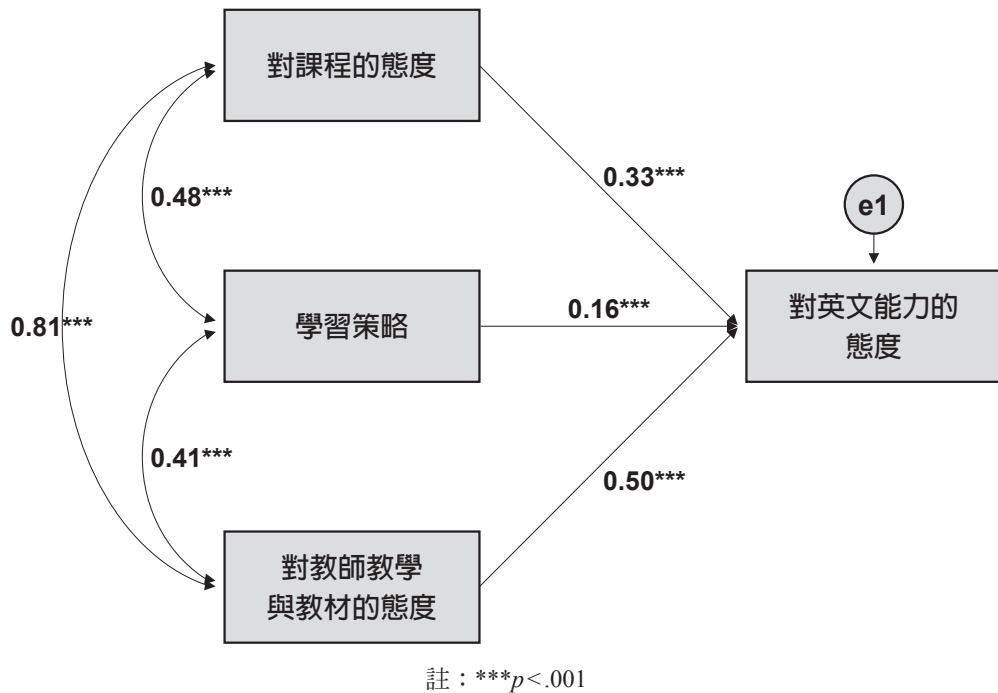 對課程的態度
0.48***
0.33***
e1
0.81***
學習策略
0.16***
對英文能力的
態度
0.41***
0.50***
對教師教學
與教材的態度
註：***p<.001